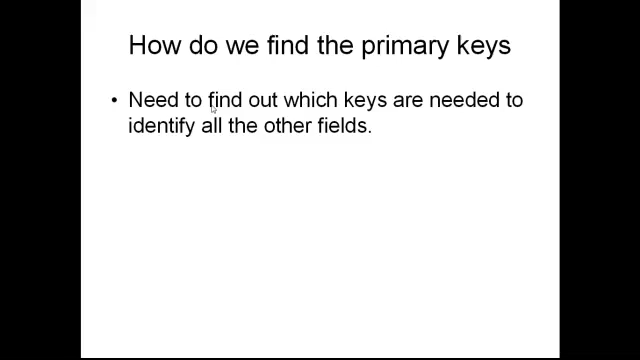 How do we find the primary keys
• Need to find out which keys are needed to
identify all the other fields.